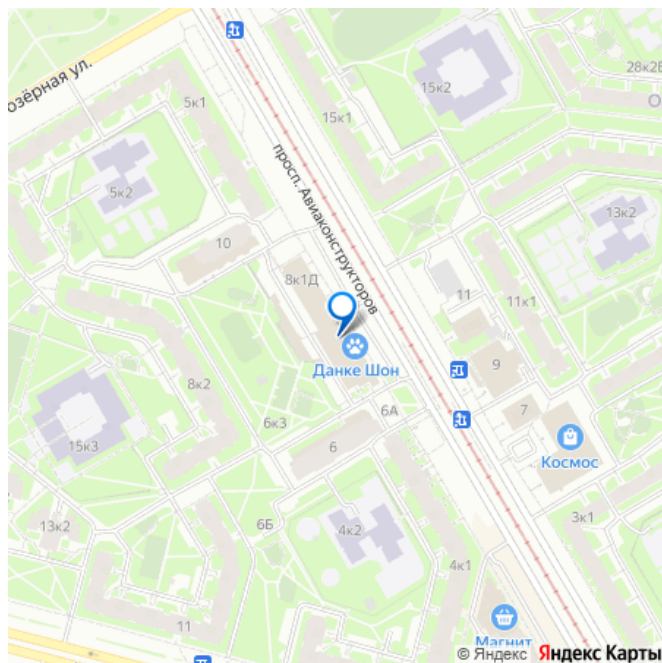 озёрная ул.
5к1
15к2
28к2В
О
15к1
просп. Авиаконструкторов
5к2
13к2
10
8к1Д
11
11к1
Данке Шон
9
8к2
6А
7
6к3
15к3
6
Космос
6Б
4к2
3к1
13к2
4к1
11
Магнит
© Яндекс Яндекс Карты